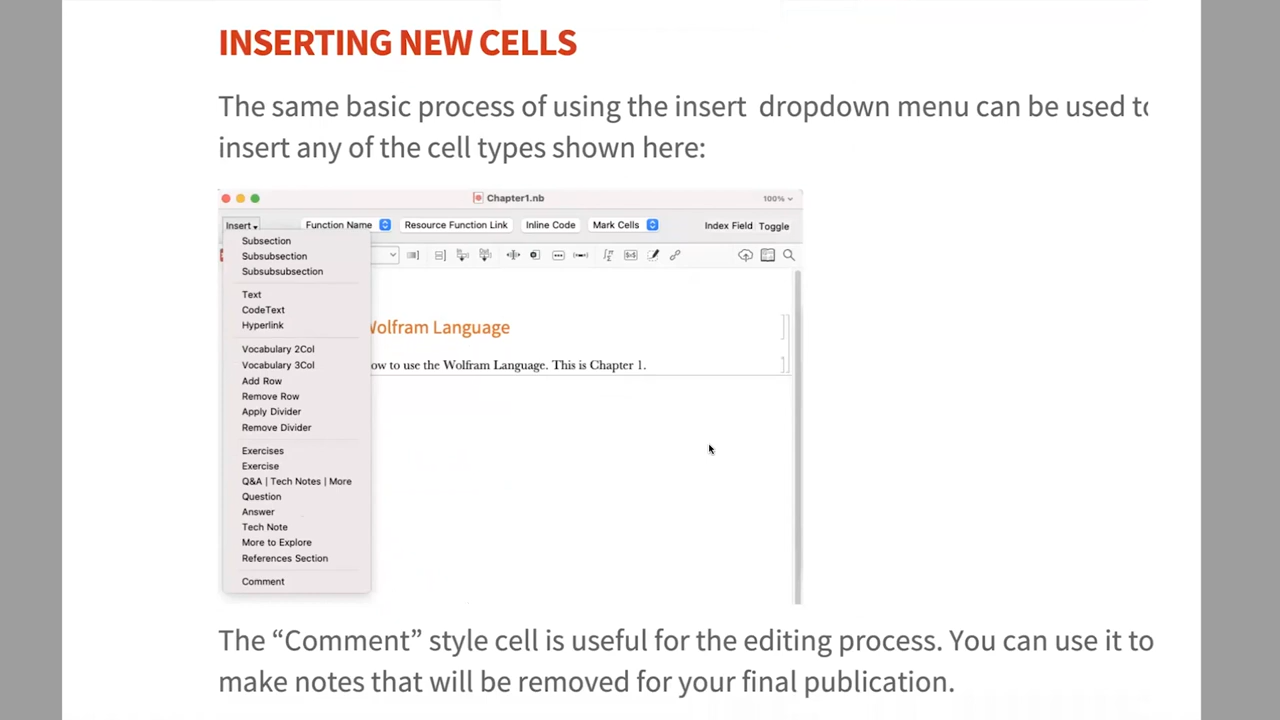 INSERTING NEW CELLS
The same basic process of using the insert dropdown menu can be used to
insert any of the cell types shown here:
Chapter1.nb
100%
Insert
Function Name
Resource Function Link
Inline Code
Mark Cells
Index Field
Toggle
Subsection
Subsubsection
Subsubsubsection
Text
CodeText
Hyperlink
Wolfram Language
Vocabulary 2Col
Vocabulary 3Col
ow to use the Wolfram Language. This is Chapter 1.
Add Row
Remove Row
Apply Divider
Remove Divider
Exercises
Exercise
Q&A | Tech Notes | More
Question
Answer
Tech Note
More to Explore
References Section
Comment
The “Comment” style cell is useful for the editing process. You can use it to
make notes that will be removed for your final publication.